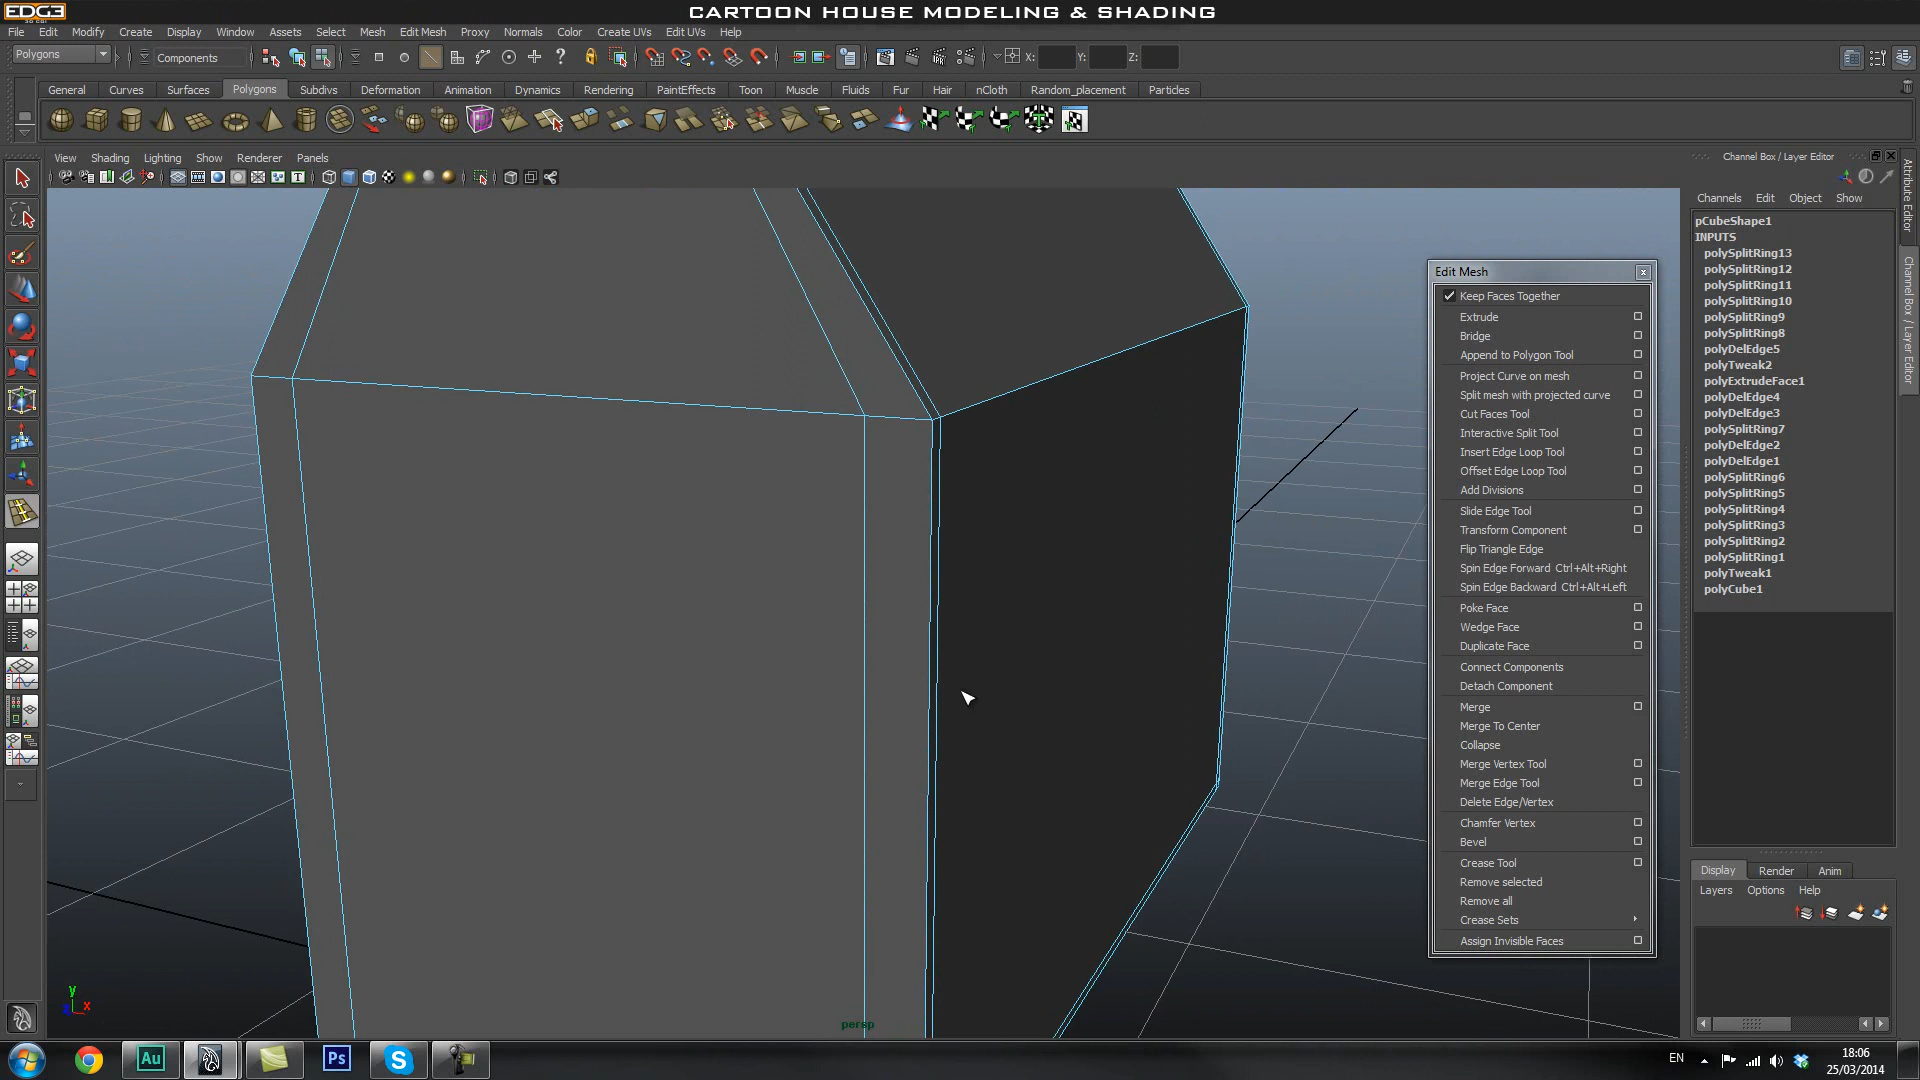 EDG3
3D CGI
CARTOON HOUSE MODELING & SHADING
File Edit Modify Create Display Window Assets Select Mesh Edit Mesh Proxy Normals Color Create UVs Edit UVs Help
Polygons Components X: Y: Z:
General Curves Surfaces Polygons Subdivs Deformation Animation Dynamics Rendering PaintEffects Toon Muscle Fluids Fur Hair nCloth Random_placement Particles
View Shading Lighting Show Renderer Panels
Channel Box / Layer Editor
Channels Edit Object Show
pCubeShape1
INPUTS
polySplitRing13
polySplitRing12
polySplitRing11
polySplitRing10
polySplitRing9
polySplitRing8
polyDelEdge5
polyTweak2
polyExtrudeFace1
polyDelEdge4
polyDelEdge3
polySplitRing7
polyDelEdge2
polyDelEdge1
polySplitRing6
polySplitRing5
polySplitRing4
polySplitRing3
polySplitRing2
polySplitRing1
polyTweak1
polyCube1
Attribute Editor
Channel Box / Layer Editor
Edit Mesh
Keep Faces Together
Extrude
Bridge
Append to Polygon Tool
Project Curve on mesh
Split mesh with projected curve
Cut Faces Tool
Interactive Split Tool
Insert Edge Loop Tool
Offset Edge Loop Tool
Add Divisions
Slide Edge Tool
Transform Component
Flip Triangle Edge
Spin Edge Forward Ctrl+Alt+Right
Spin Edge Backward Ctrl+Alt+Left
Poke Face
Wedge Face
Duplicate Face
Connect Components
Detach Component
Merge
Merge To Center
Collapse
Merge Vertex Tool
Merge Edge Tool
Delete Edge/Vertex
Chamfer Vertex
Bevel
Crease Tool
Remove selected
Remove all
Crease Sets
Assign Invisible Faces
Display Render Anim
Layers Options Help
y
x
persp
Au Ps S
EN
18:06
25/03/2014